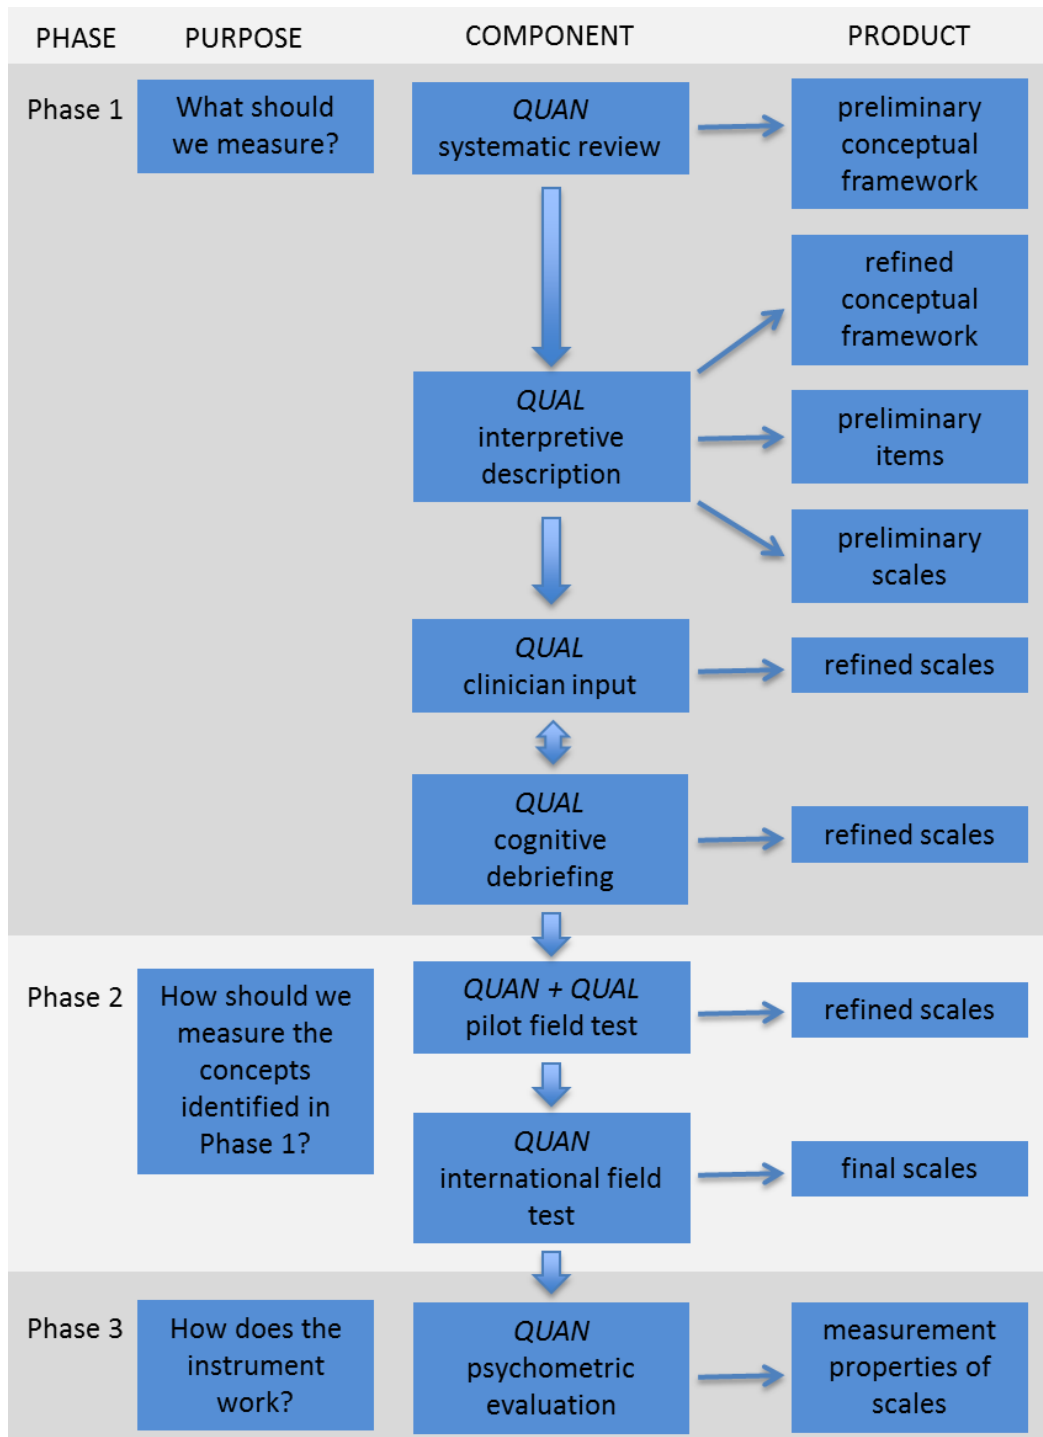 PHASE PURPOSE COMPONENT PRODUCT
Phase 1
What should
we measure?
QUAN
systematic review
preliminary
conceptual
framework
QUAL
interpretive
description
refined
conceptual
framework
preliminary
items
preliminary
scales
QUAL
clinician input
refined scales
QUAL
cognitive
debriefing
refined scales
Phase 2
How should we
measure the
concepts
identified in
Phase 1?
QUAN + QUAL
pilot field test
refined scales
QUAN
international field
test
final scales
Phase 3
How does the
instrument
work?
QUAN
psychometric
evaluation
measurement
properties of
scales